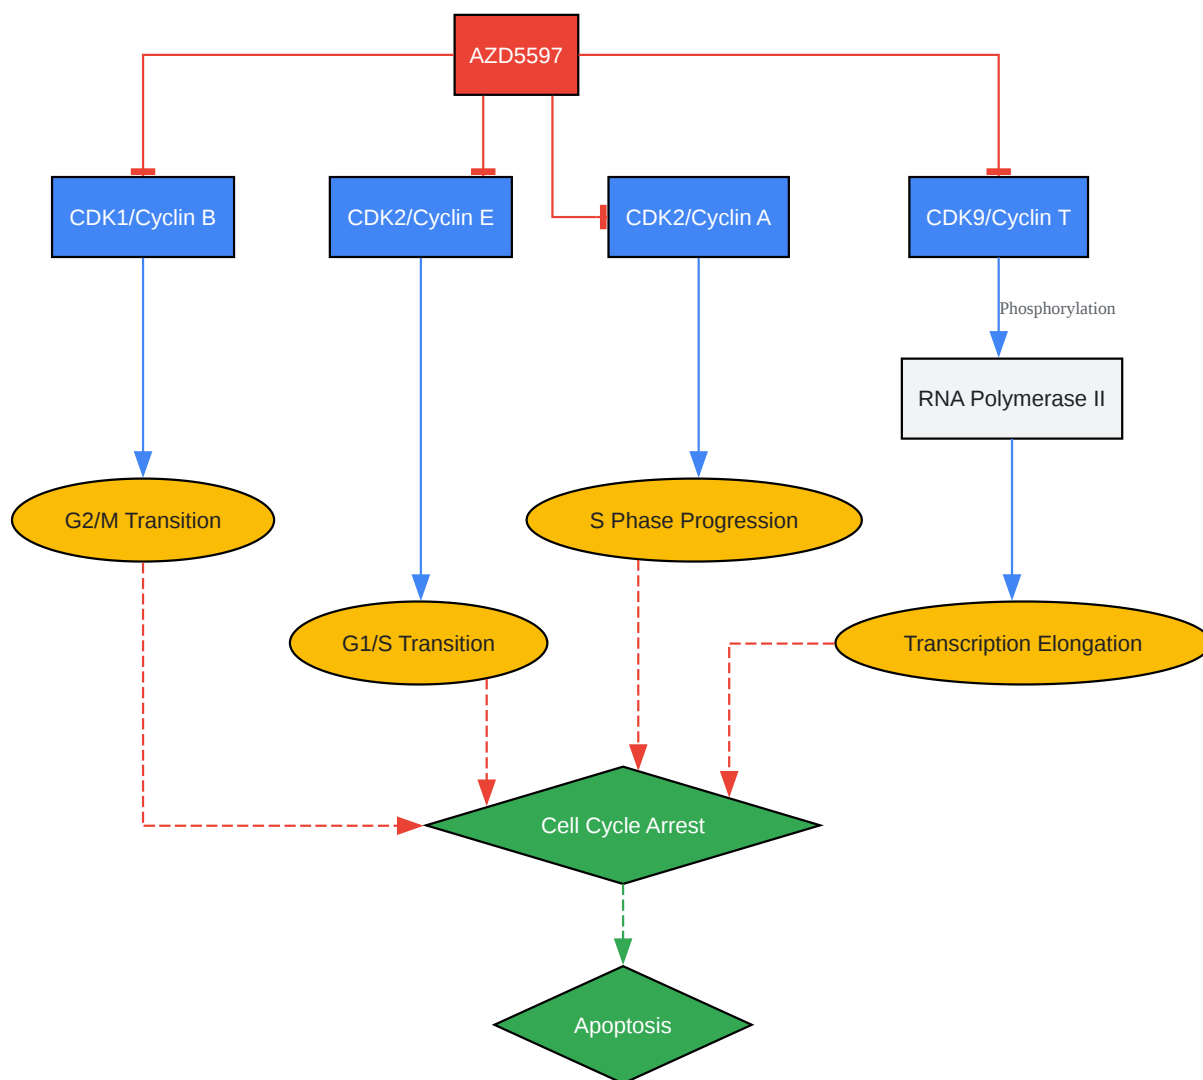 AZD5597
CDK1/Cyclin B
CDK2/Cyclin E
CDK2/Cyclin A
CDK9/Cyclin T
Phosphorylation
RNA Polymerase II
G2/M Transition
S Phase Progression
G1/S Transition
Transcription Elongation
Cell Cycle Arrest
Apoptosis